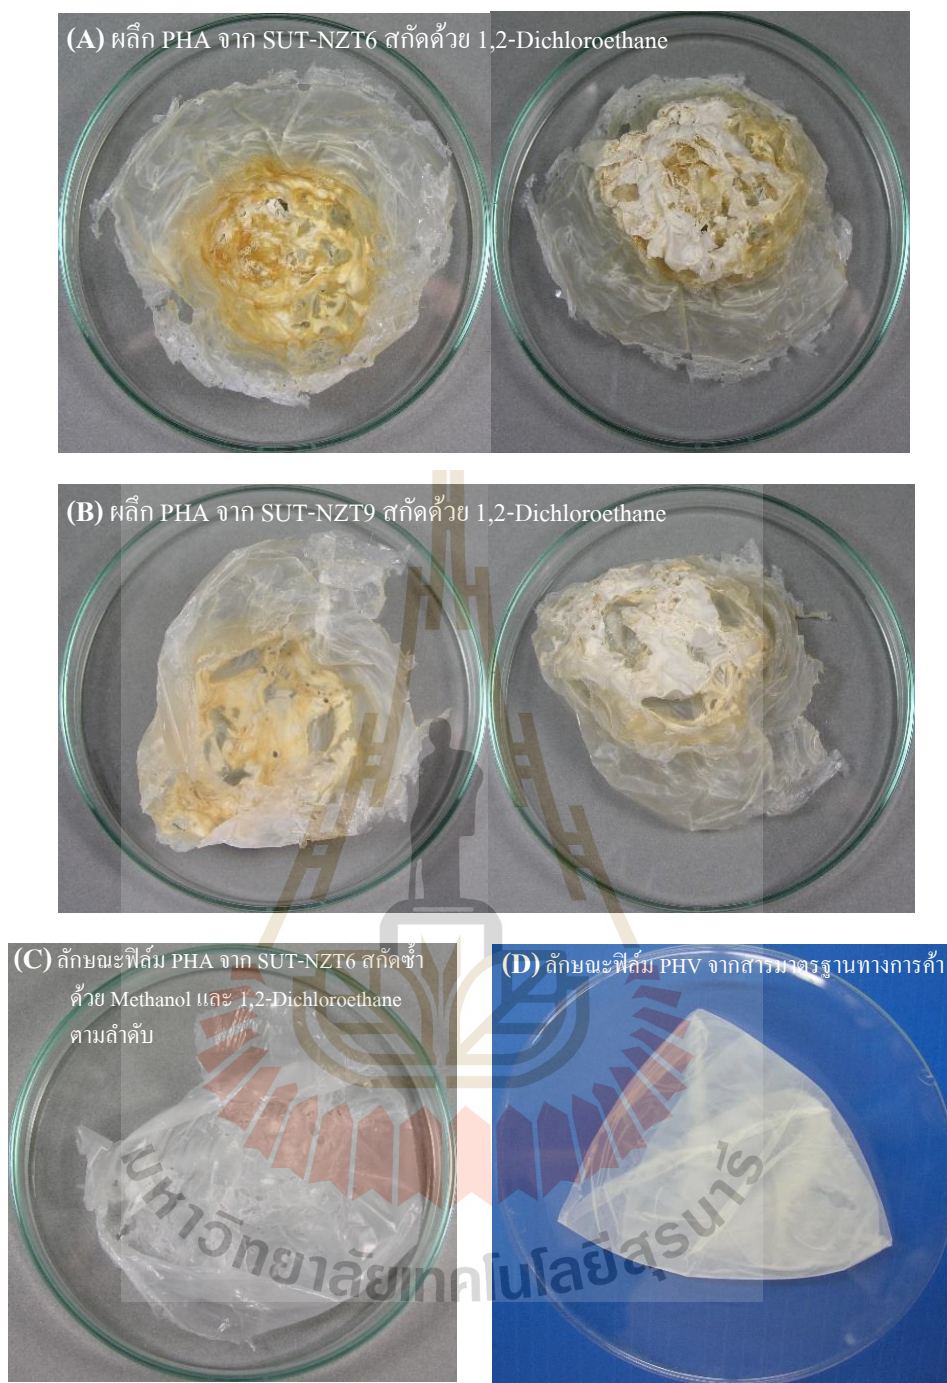 (A) ผลึก PHA จาก SUT-NZT6 สกัดด้วย 1,2-Dichloroethane
(B) ผลึก PHA จาก SUT-NZT9 สกัดด้วย 1,2-Dichloroethane
(C) ลักษณะฟิล์ม PHA จาก SUT-NZT6 สกัดซ้ำ
ด้วย Methanol และ 1,2-Dichloroethane
ตามลำดับ
(D) ลักษณะฟิล์ม PHV จากสารมาตรฐานทางการค้า
มหาวิทยาลัยเทคโนโลยีสุรนารี